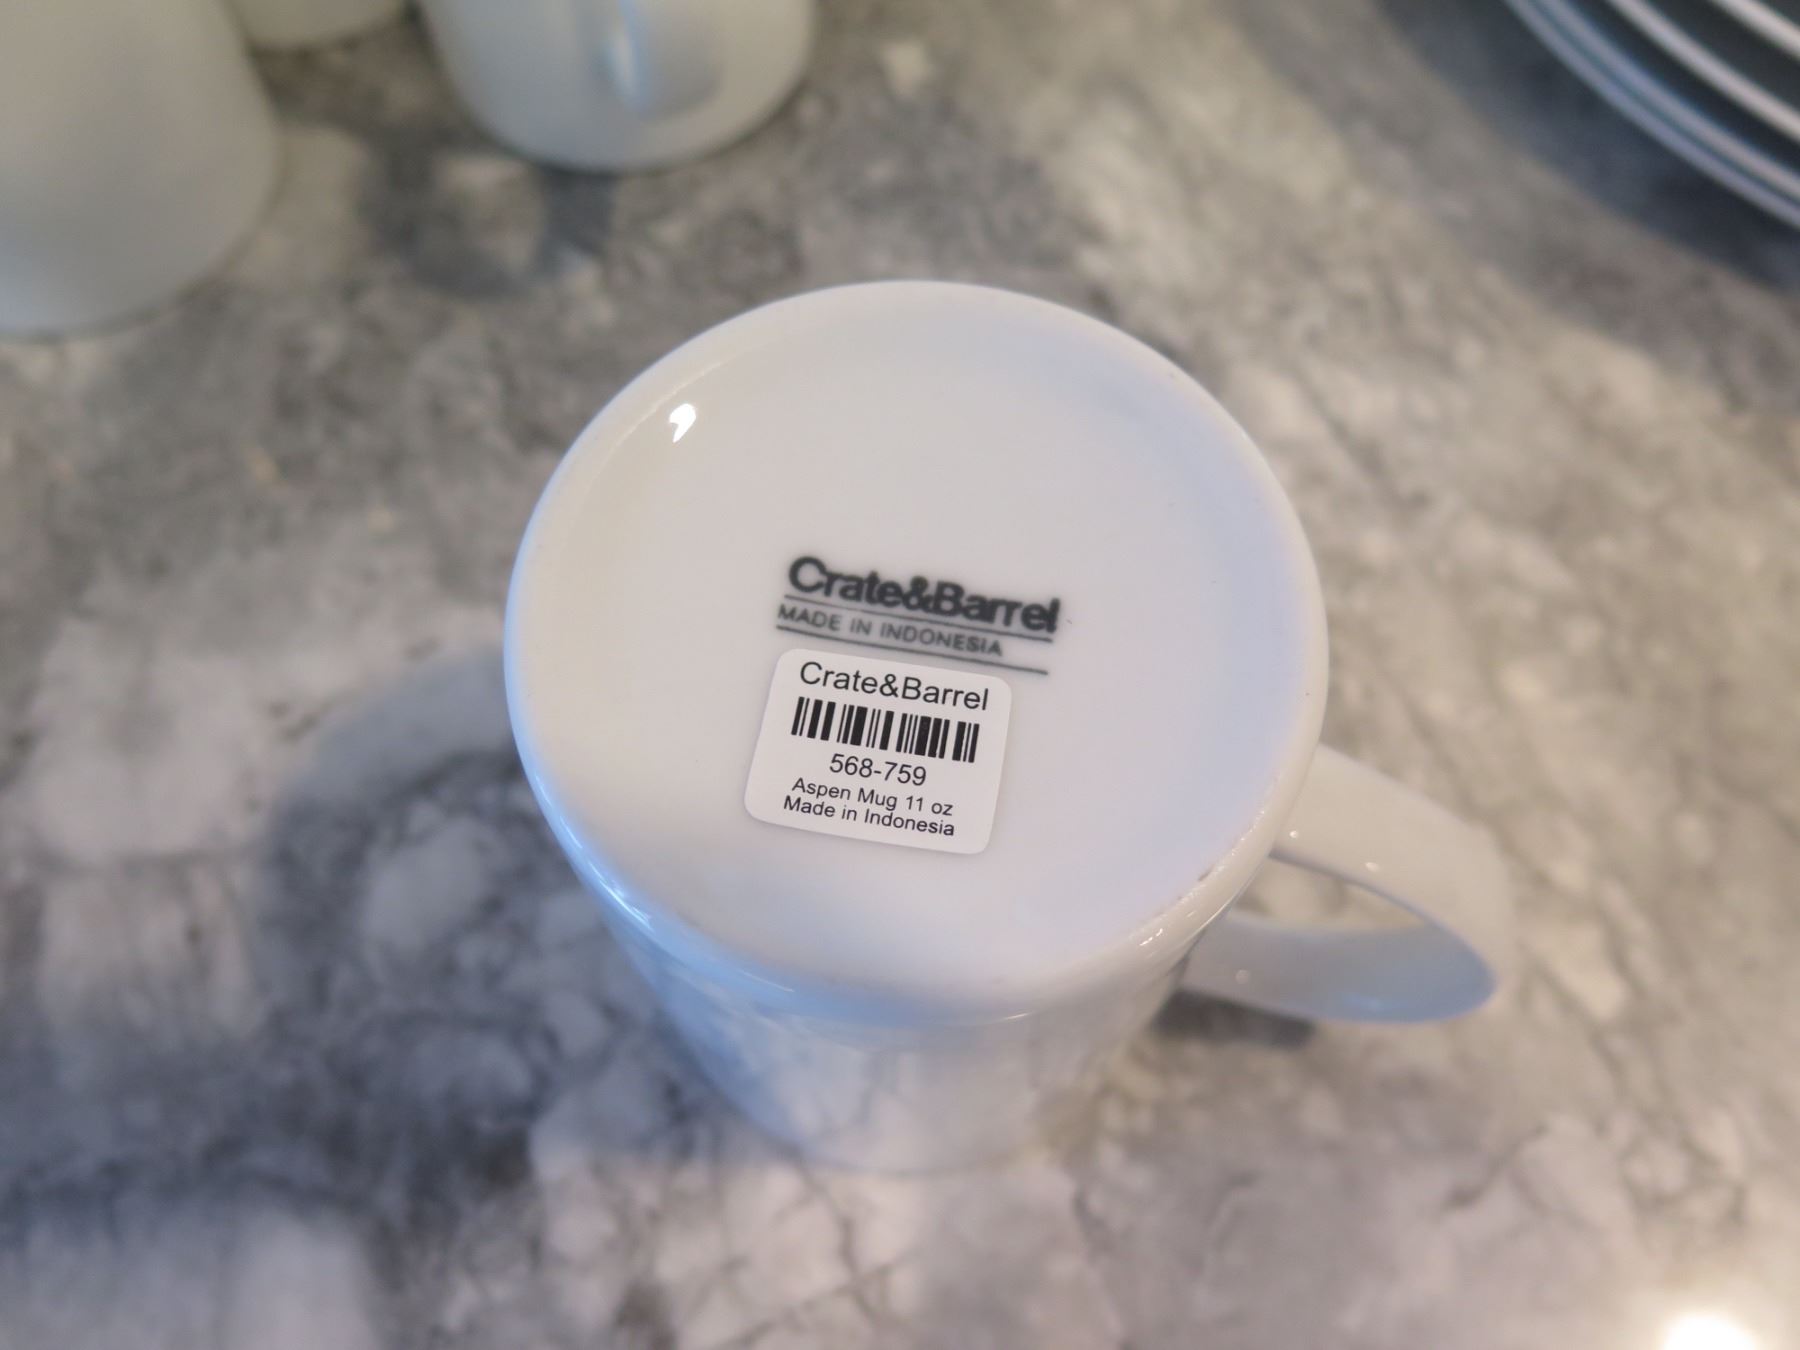 Crate&Barrel
MADE IN INDONESIA
Crate&Barrel
568-759
Aspen Mug 11 oz
Made in Indonesia